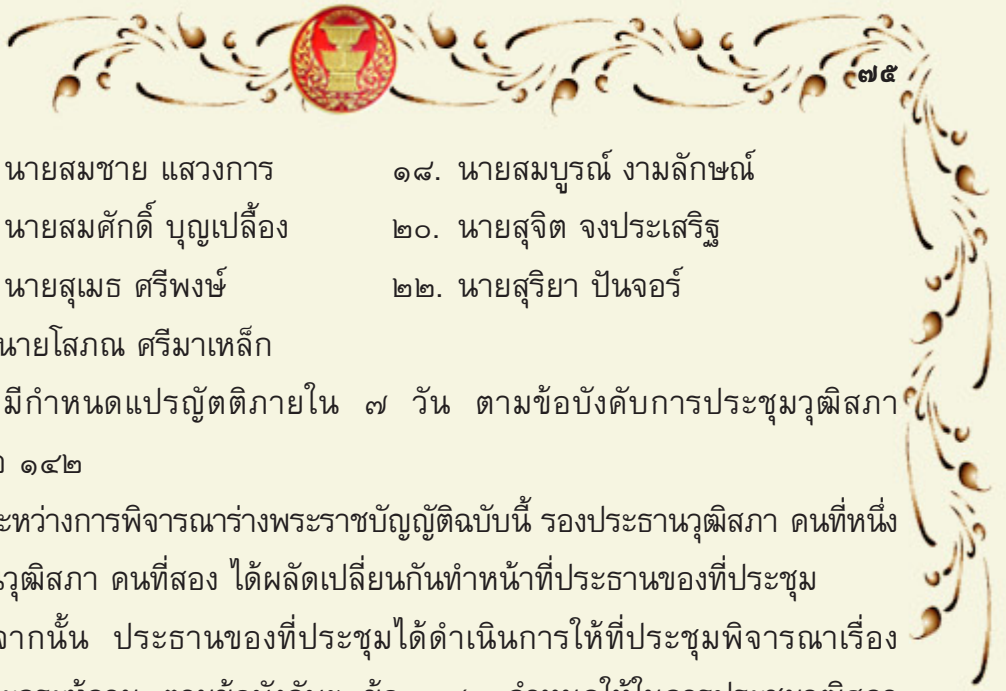 ๗๕
นายสมชาย แสวงการ ๑๘. นายสมบูรณ์ งามลักษณ์
นายสมศักดิ์ บุญเปลื้อง ๒๐. นายสุจิต จงประเสริฐ
นายสุเมธ ศรีพงษ์ ๒๒. นายสุริยา ปันจอร์
นายโสภณ ศรีมาเหล็ก
มีกำหนดแปรญัตติภายใน ๗ วัน ตามข้อบังคับการประชุมวุฒิสภา
๑๔๒
ระหว่างการพิจารณาร่างพระราชบัญญัติฉบับนี้ รองประธานวุฒิสภา คนที่หนึ่ง
วุฒิสภา คนที่สอง ได้ผลัดเปลี่ยนกันทำหน้าที่ประธานของที่ประชุม
จากนั้น ประธานของที่ประชุมได้ดำเนินการให้ที่ประชุมพิจารณาเรื่อง